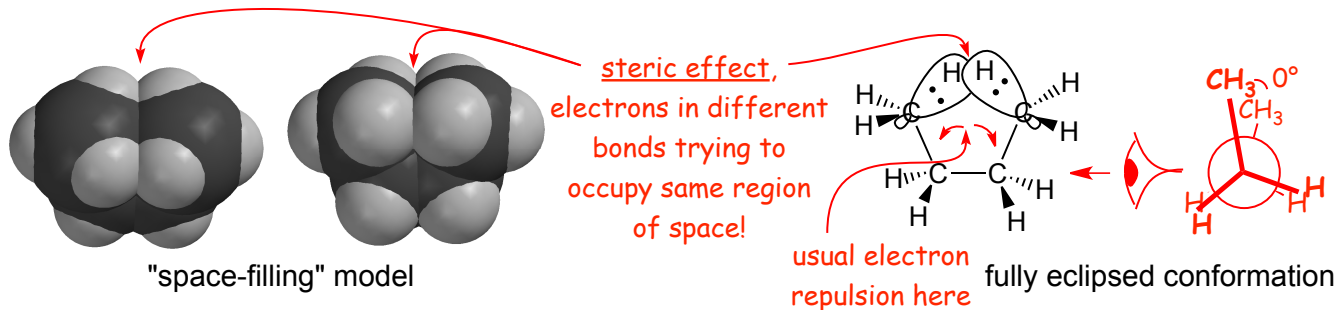 steric effect,
electrons in different
bonds trying to
occupy same region
of space!
"space-filling" model
H H
H
H
C
C
H
H
H C C H
H H
usual electron
repulsion here
CH3 0°
CH3
H H
H H
fully eclipsed conformation